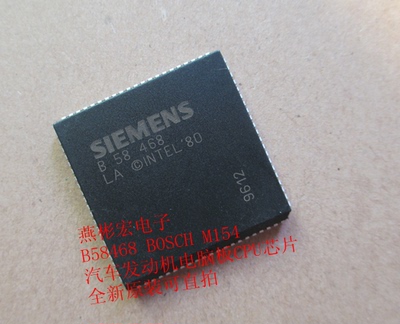 SIEMENS
B 58 468
LA ©INTEL '80
9612
燕彬宏电子
B58468 BOSCH M154
汽车发动机电脑板CPU芯片
全新原装可直拍